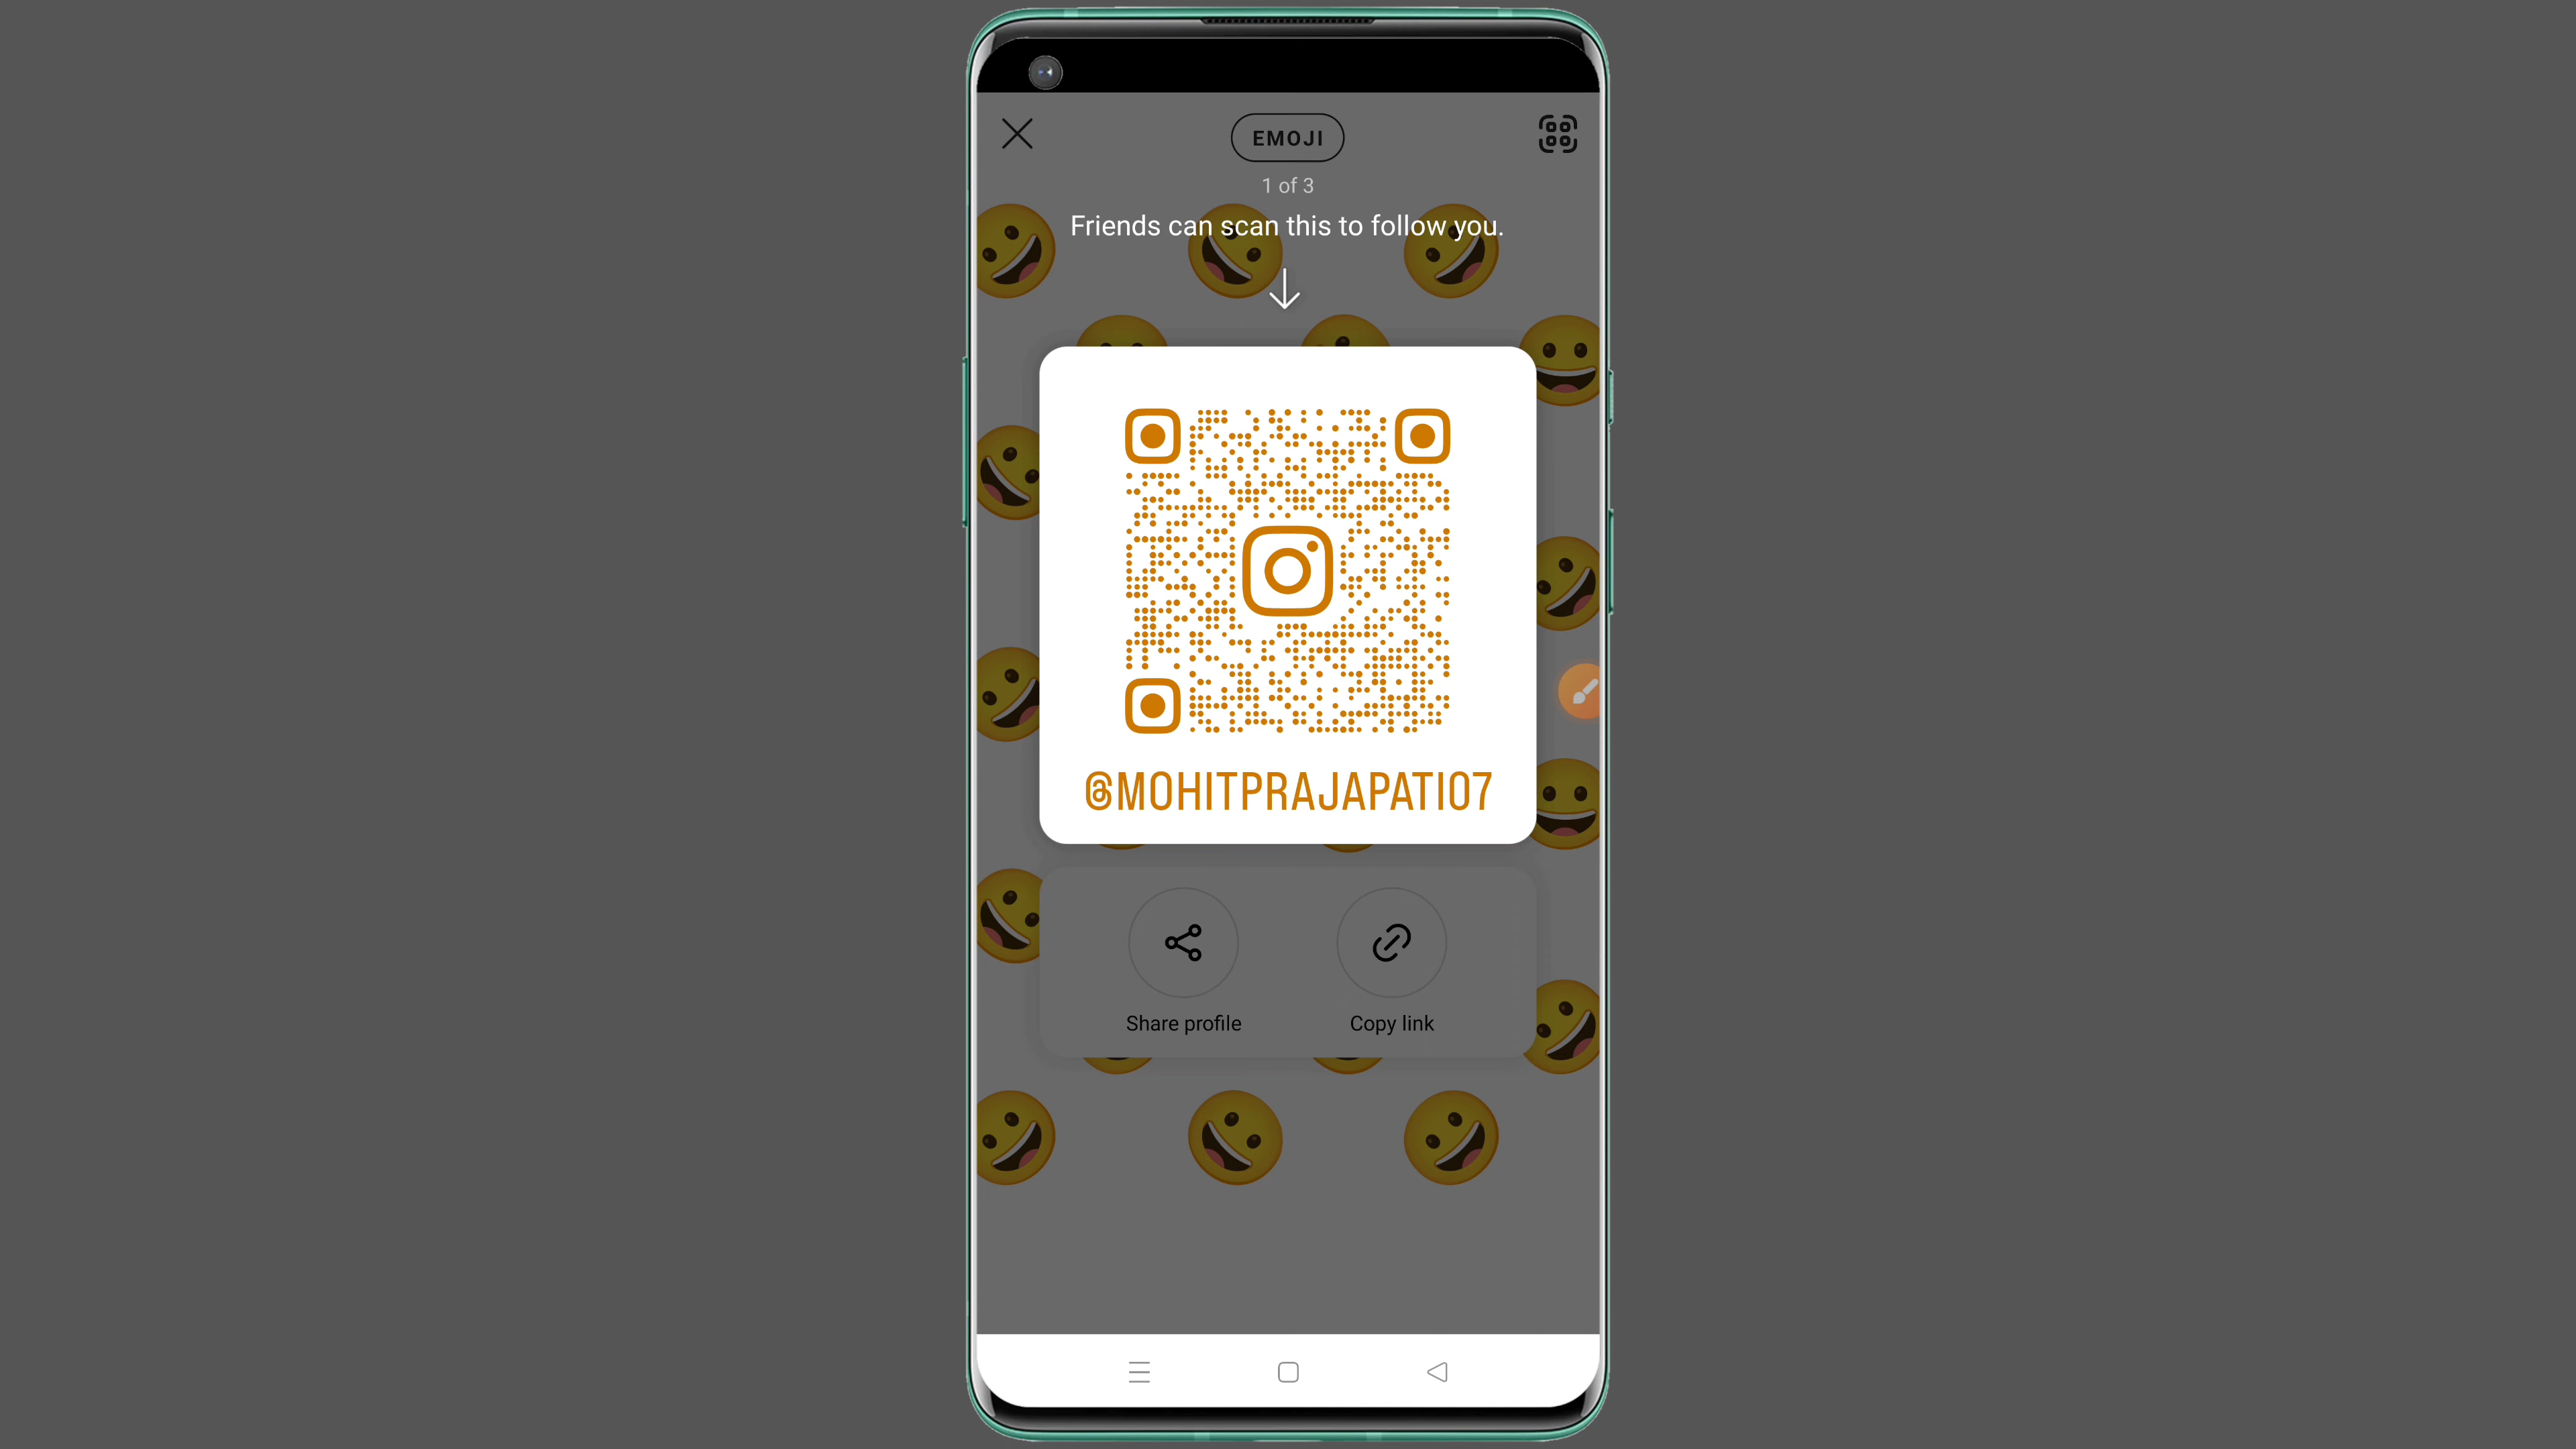 EMOJI
1 of 3
Friends can scan this to follow you.
@MOHITPRAJAPATI07
Share profile
Copy link